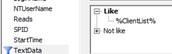 NTUserName
Reads
SPID
StartTime
TextData
Like
%ClientList%
Not like